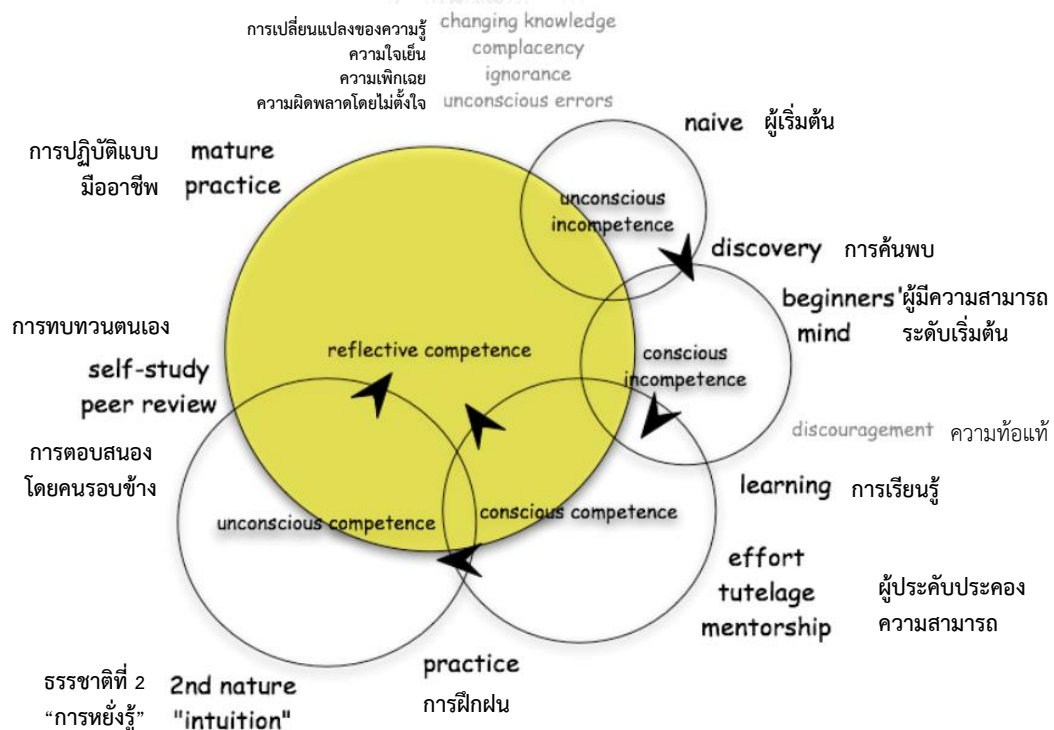 การเปลี่ยนแปลงของความรู้ changing knowledge
ความใจเย็น complacency
ความเพิกเฉย ignorance
ความผิดพลาดโดยไม่ตั้งใจ unconscious errors
naive ผู้เริ่มต้น
การปฏิบัติแบบ mature
มืออาชีพ practice
unconscious
incompetence
discovery การค้นพบ
beginners' ผู้มีความสามารถ
mind ระดับเริ่มต้น
การทบทวนตนเอง
reflective competence
conscious
incompetence
self-study
peer review
discouragement ความท้อแท้
การตอบสนอง
โดยคนรอบข้าง
learning การเรียนรู้
unconscious competence
conscious competence
effort
tutelage ผู้ประคับประคอง
mentorship ความสามารถ
practice
การฝึกฝน
ธรรชาติที่ 2 2nd nature
“การหยั่งรู้” "intuition"